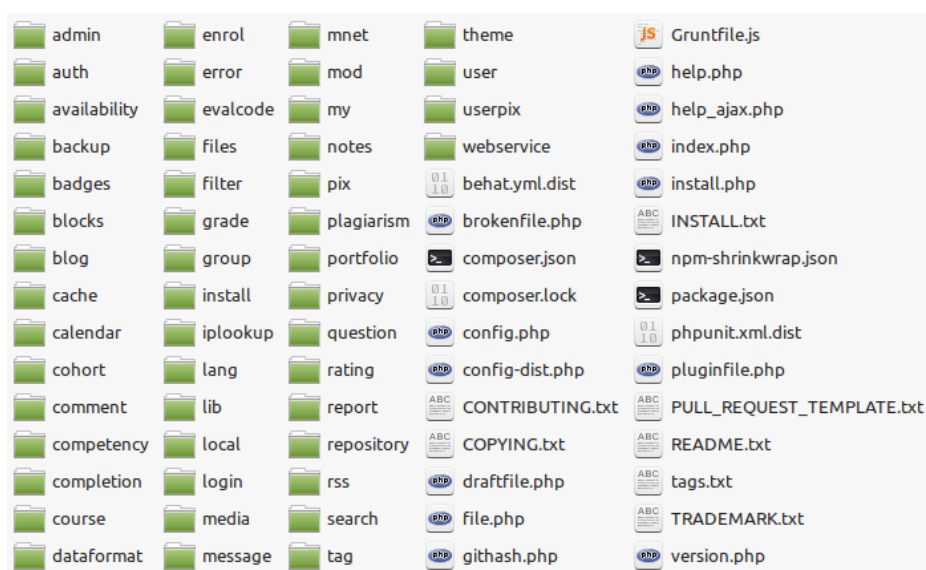 admin
auth
availability
backup
badges
blocks
blog
cache
calendar
cohort
comment
competency
completion
course
dataformat
enrol
error
evalcode
files
filter
grade
group
install
iplookup
lang
lib
local
login
media
message
mnet
mod
my
notes
pix
plagiarism
portfolio
privacy
question
rating
report
repository
rss
search
tag
theme
user
userpix
webservice
behat.yml.dist
brokenfile.php
composer.json
composer.lock
config.php
config-dist.php
CONTRIBUTING.txt
COPYING.txt
draftfile.php
file.php
githash.php
Gruntfile.js
help.php
help_ajax.php
index.php
install.php
INSTALL.txt
npm-shrinkwrap.json
package.json
phpunit.xml.dist
pluginfile.php
PULL_REQUEST_TEMPLATE.txt
README.txt
tags.txt
TRADEMARK.txt
version.php